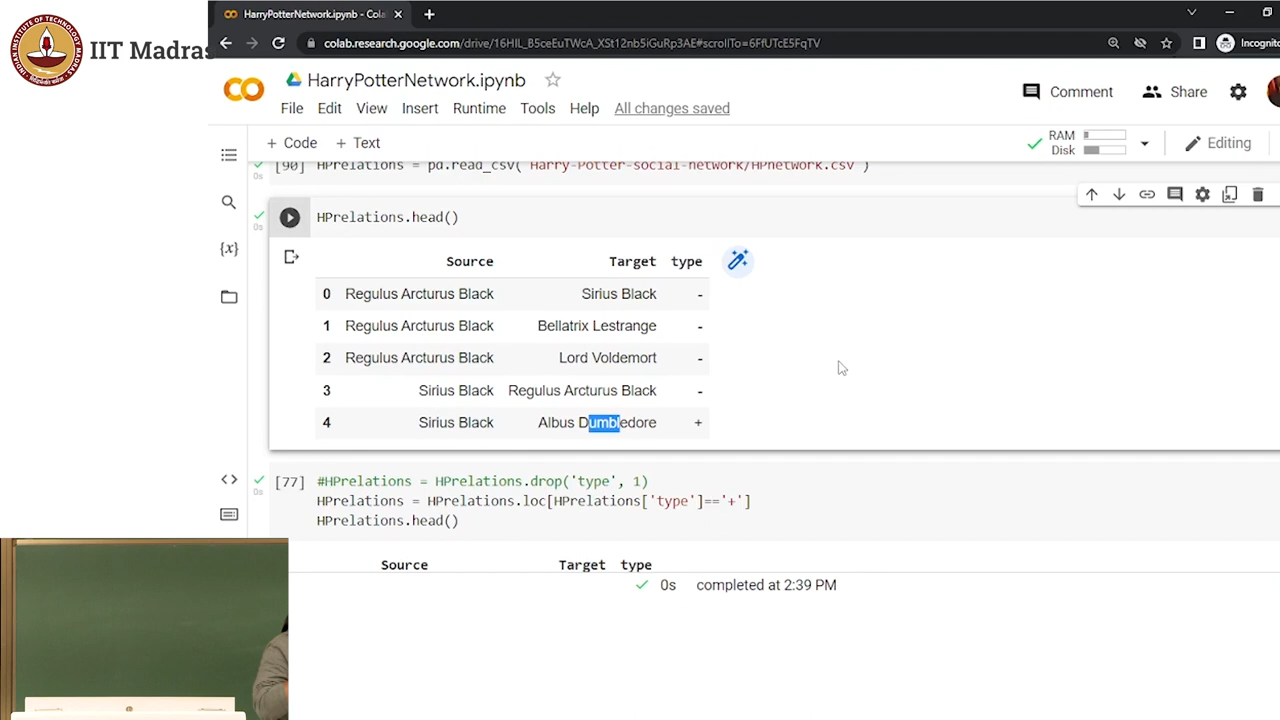 IIT Madras
HarryPotterNetwork.ipynb - Cola
colab.research.google.com/drive/16HIL_B5ceEuTWcA_XSt12nb5iGuRp3AE#scrollTo=6FfUTcE5FqTV
Incognito
CO
HarryPotterNetwork.ipynb
Comment
Share
File Edit View Insert Runtime Tools Help All changes saved
+ Code + Text
RAM
Disk
Editing
[90] HPrelations = pd.read_csv('Harry-Potter-social-network/HPnetwork.csv')
0s
HPrelations.head()
0s
Source Target type
0 Regulus Arcturus Black Sirius Black -
1 Regulus Arcturus Black Bellatrix Lestrange -
2 Regulus Arcturus Black Lord Voldemort -
3 Sirius Black Regulus Arcturus Black -
4 Sirius Black Albus Dumbledore +
{x}
[77] #HPrelations = HPrelations.drop('type', 1)
0s
HPrelations = HPrelations.loc[HPrelations['type']=='+']
HPrelations.head()
Source Target type
0s completed at 2:39 PM